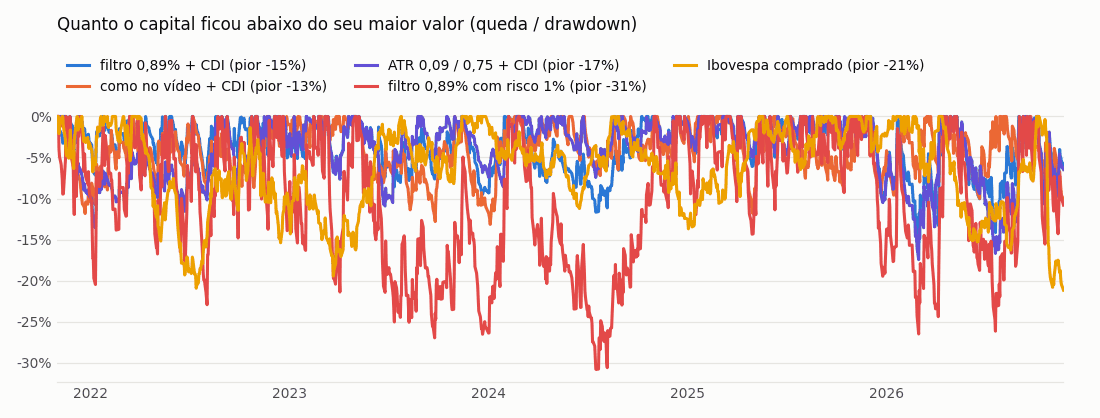 Quanto o capital ficou abaixo do seu maior valor (queda / drawdown)
filtro 0,89% + CDI (pior -15%)
ATR 0,09 / 0,75 + CDI (pior -17%)
Ibovespa comprado (pior -21%)
como no vídeo + CDI (pior -13%)
filtro 0,89% com risco 1% (pior -31%)
0%
-5%
-10%
-15%
-20%
-25%
-30%
2022 2023 2024 2025 2026